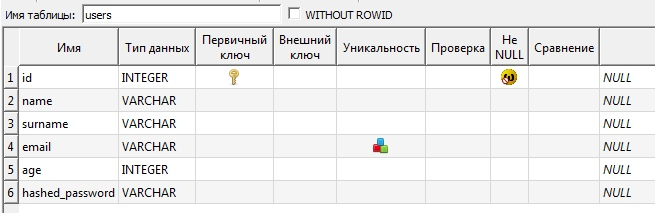 Имя таблицы: users WITHOUT ROWID
Имя Тип данных Первичный ключ Внешний ключ Уникальность Проверка Не NULL Сравнение
1 id INTEGER NULL
2 name VARCHAR NULL
3 surname VARCHAR NULL
4 email VARCHAR NULL
5 age INTEGER NULL
6 hashed_password VARCHAR NULL